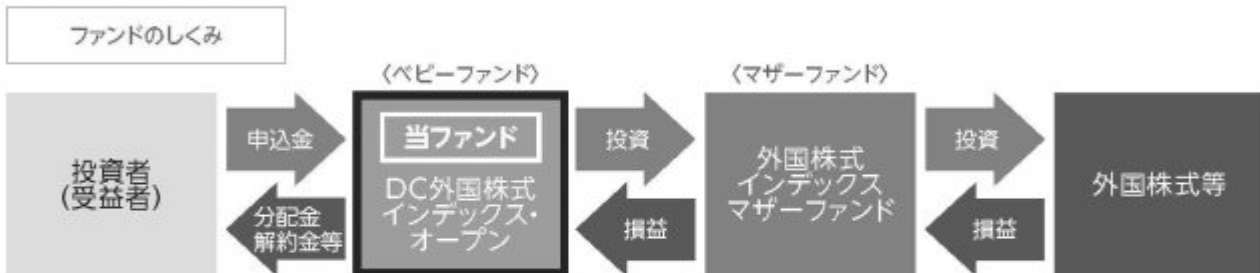 ファンドのしくみ
〈ベビーファンド〉
〈マザーファンド〉
投資者
(受益者)
申込金
分配金
解約金等
当ファンド
DC外国株式
インデックス・
オープン
投資
損益
外国株式
インデックス
マザーファンド
投資
損益
外国株式等